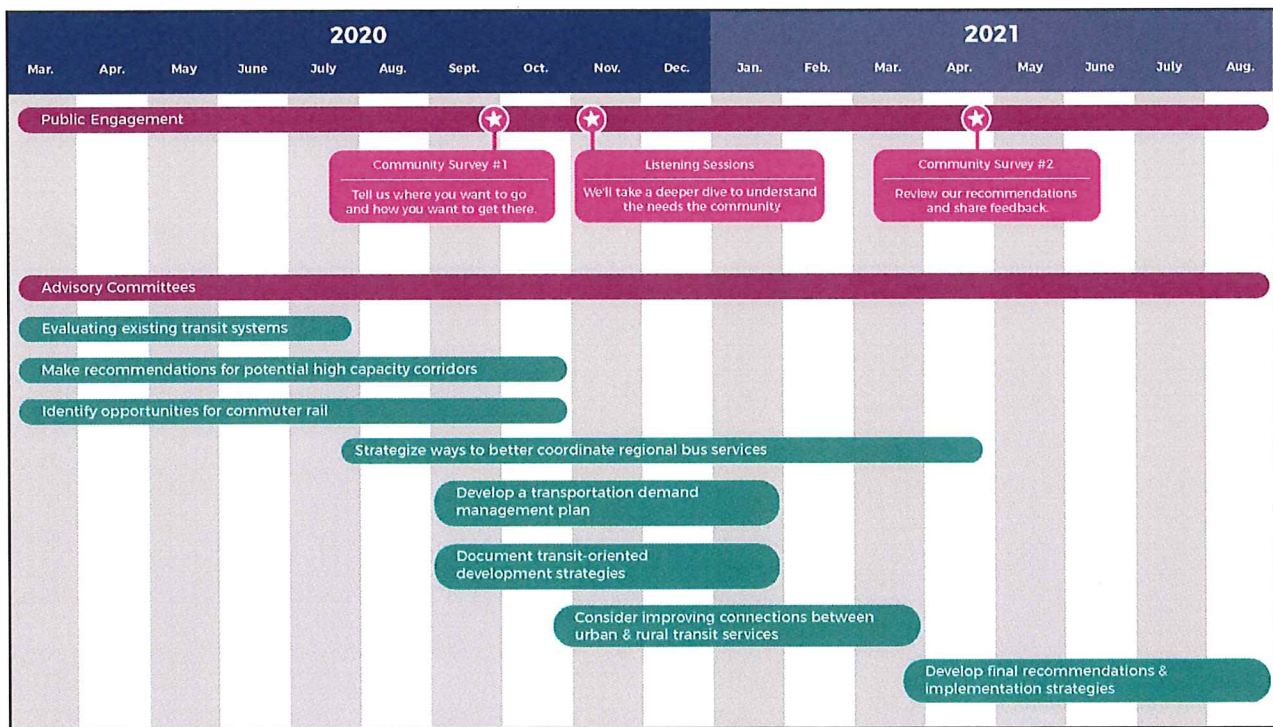 2020
2021
Mar. Apr. May June July Aug. Sept. Oct. Nov. Dec. Jan. Feb. Mar. Apr. May June July Aug.
Public Engagement
Community Survey #1
Tell us where you want to go
and how you want to get there.
Listening Sessions
We'll take a deeper dive to understand
the needs the community
Community Survey #2
Review our recommendations
and share feedback.
Advisory Committees
Evaluating existing transit systems
Make recommendations for potential high capacity corridors
Identify opportunities for commuter rail
Strategize ways to better coordinate regional bus services
Develop a transportation demand
management plan
Document transit-oriented
development strategies
Consider improving connections between
urban & rural transit services
Develop final recommendations &
implementation strategies